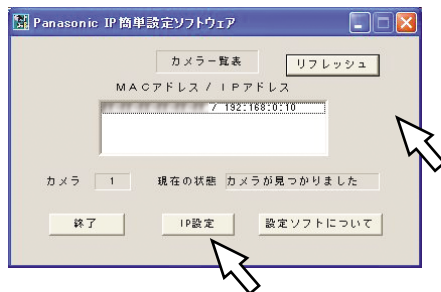 Panasonic IP簡単設定ソフトウェア
カメラ一覧表
リフレッシュ
MACアドレス / IPアドレス
/ 192:168:0:10
カメラ 1 現在の状態 カメラが見つかりました
終了 IP設定 設定ソフトについて